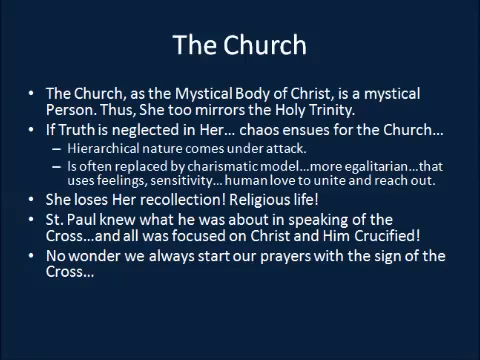 The Church
• The Church, as the Mystical Body of Christ, is a mystical
Person. Thus, She too mirrors the Holy Trinity.
• If Truth is neglected in Her… chaos ensues for the Church…
– Hierarchical nature comes under attack.
– Is often replaced by charismatic model…more egalitarian…that
uses feelings, sensitivity… human love to unite and reach out.
• She loses Her recollection! Religious life!
• St. Paul knew what he was about in speaking of the
Cross…and all was focused on Christ and Him Crucified!
• No wonder we always start our prayers with the sign of the
Cross…